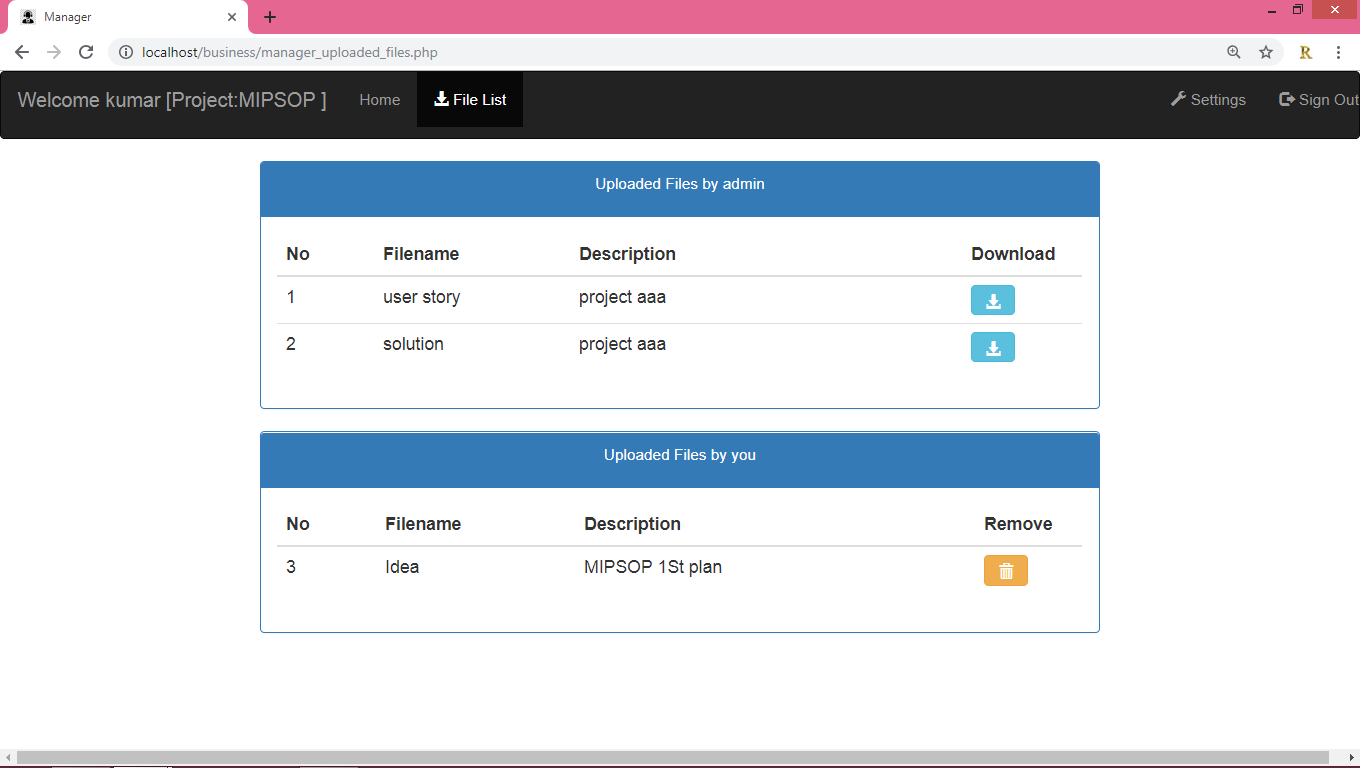 Manager
localhost/business/manager_uploaded_files.php
R
Welcome kumar [Project:MIPSOP ] Home File List Settings Sign Out
Uploaded Files by admin
No Filename Description Download
1 user story project aaa
2 solution project aaa
Uploaded Files by you
No Filename Description Remove
3 Idea MIPSOP 1St plan